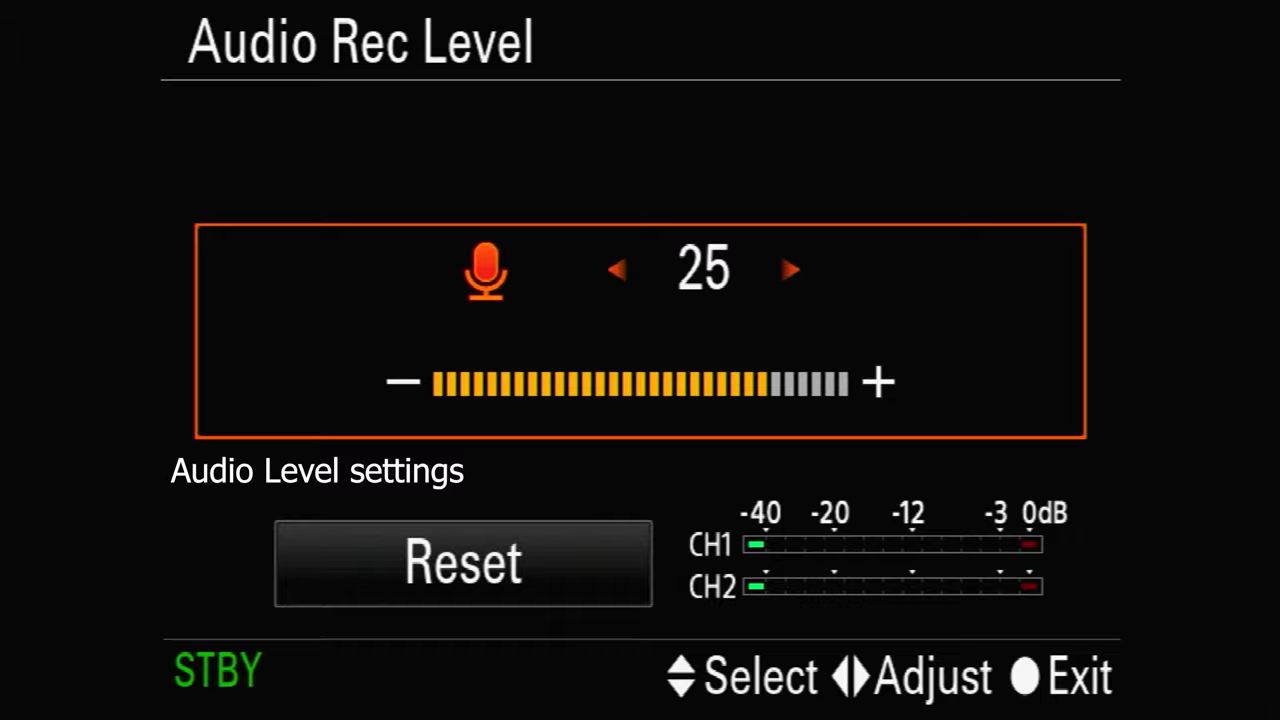 Audio Rec Level
25
Audio Level settings
-40 -20 -12 -3 0dB
Reset
CH1
CH2
STBY
Select Adjust Exit